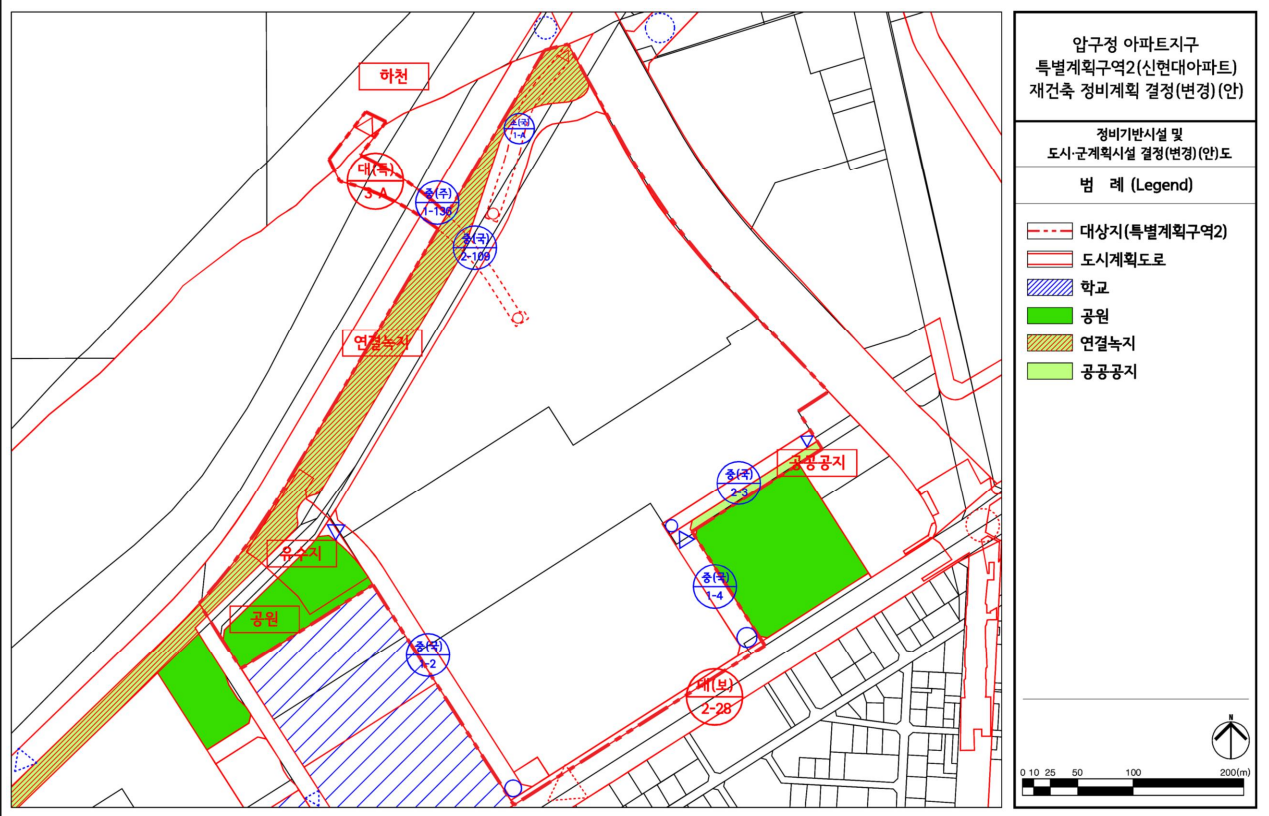 압구정 아파트지구
특별계획구역2(신현대아파트)
재건축 정비계획 결정(변경)(안)
정비기반시설 및
도시·군계획시설 결정(변경)(안)도
범 례 (Legend)
대상지(특별계획구역2)
도시계획도로
학교
공원
연결녹지
공공공지
N
0 10 25 50 100 200(m)
하천
1-A
대(특)
3-A
중(주)
1-136
중(국)
2-109
연결녹지
공공공지
중(국)
2-3
유수지
중(국)
1-4
공원
중(국)
1-2
대(보)
2-28